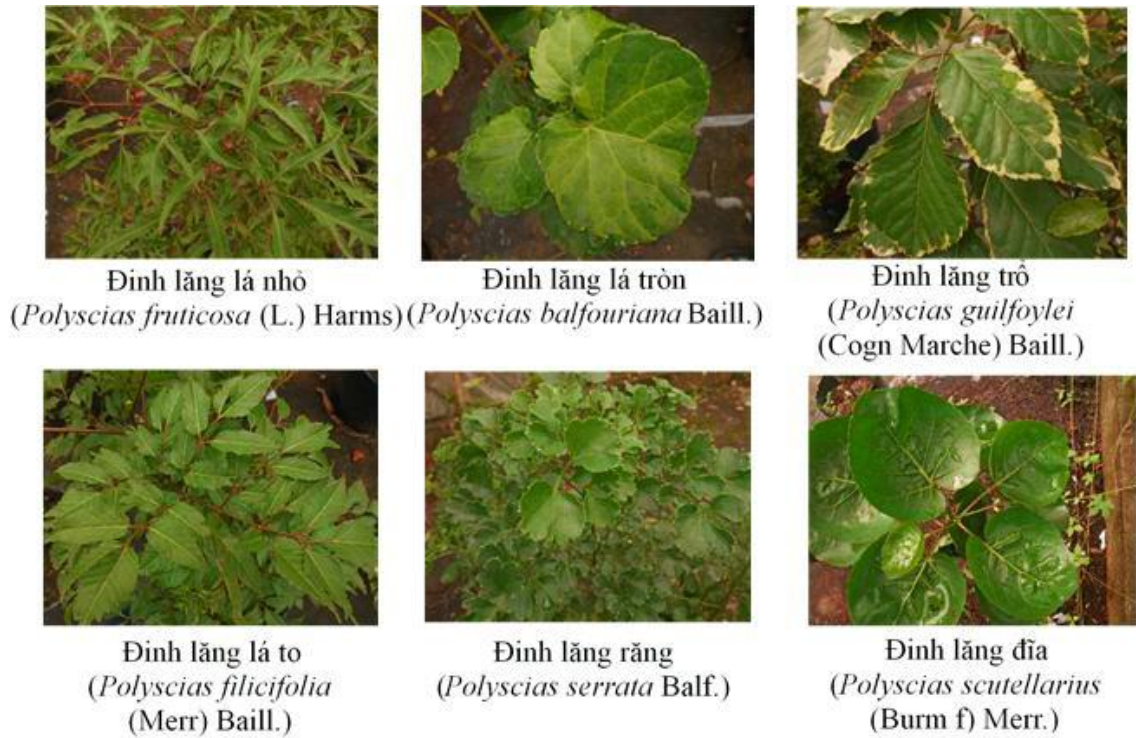 Đinh lăng lá nhỏ
(Polyscias fruticosa (L.) Harms)
Đinh lăng lá tròn
(Polyscias balfouriana Baill.)
Đinh lăng trổ
(Polyscias guilfoylei
(Cogn Marche) Baill.)
Đinh lăng lá to
(Polyscias filicifolia
(Merr) Baill.)
Đinh lăng răng
(Polyscias serrata Balf.)
Đinh lăng đĩa
(Polyscias scutellarius
(Burm f) Merr.)